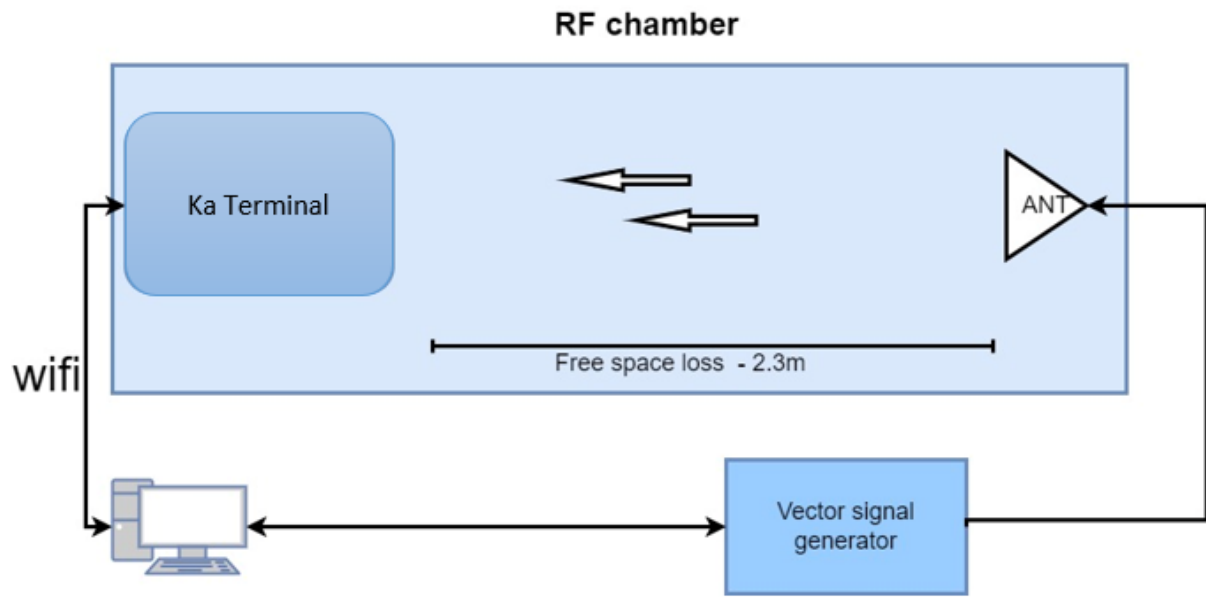 RF chamber
Ka Terminal
ANT
Free space loss - 2.3m
wifi
Vector signal
generator